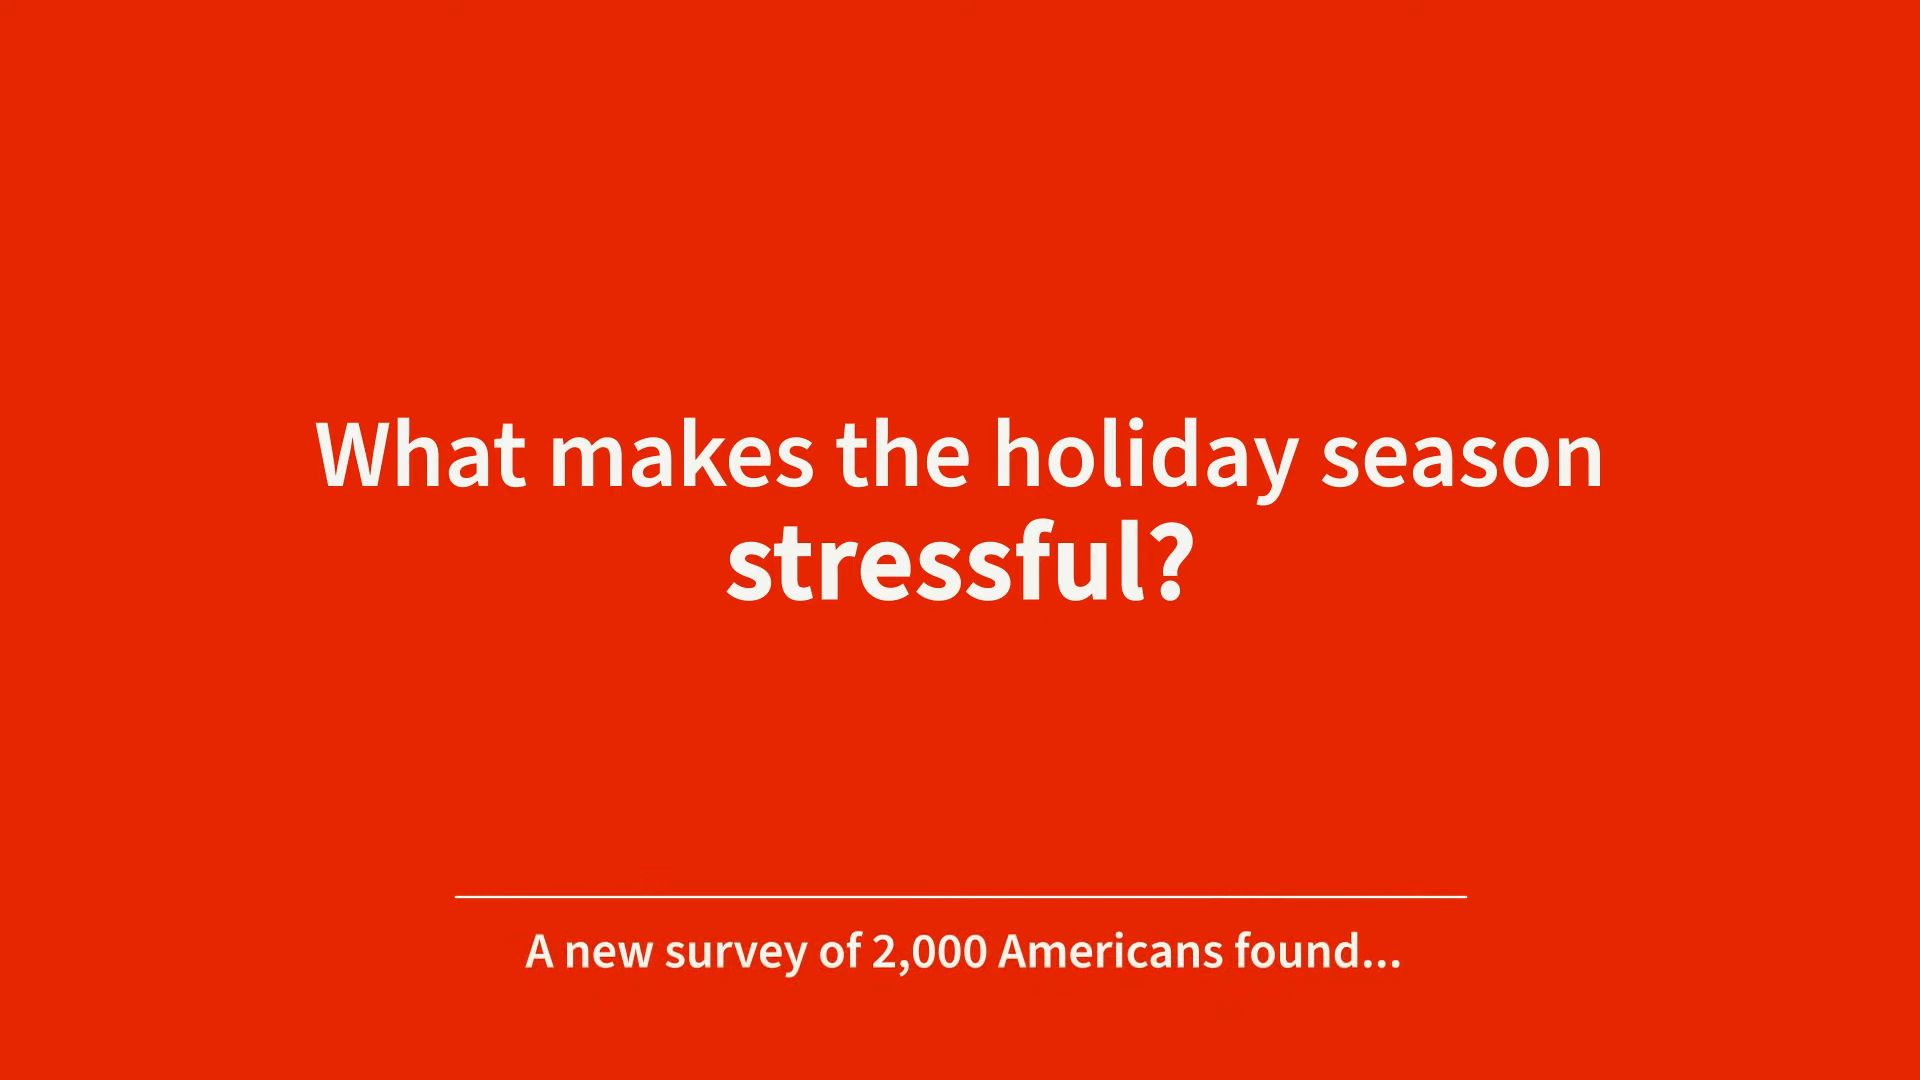 What makes the holiday season
stressful?
A new survey of 2,000 Americans found...